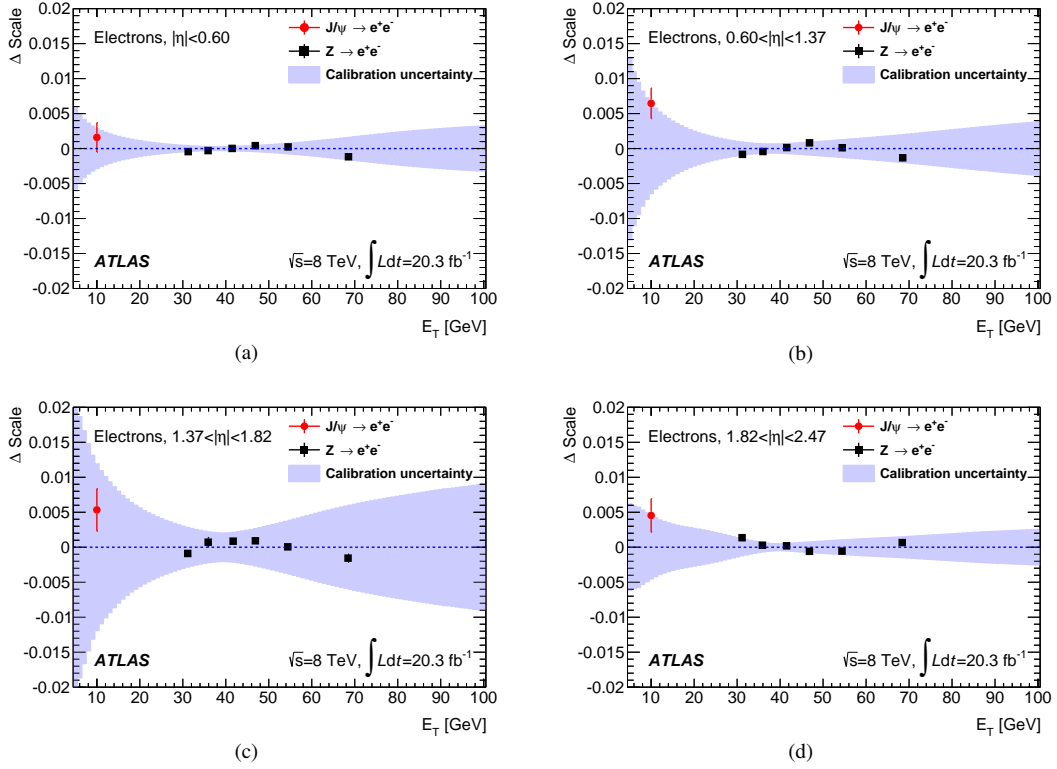 Δ Scale
0.02
0.015
0.01
0.005
0
-0.005
-0.01
-0.015
-0.02
Electrons, |η|<0.60
J/ψ → e⁺e⁻
Z → e⁺e⁻
Calibration uncertainty
ATLAS
√s=8 TeV, ∫Ldt=20.3 fb⁻¹
10 20 30 40 50 60 70 80 90 100
E_T [GeV]
(a)
Δ Scale
0.02
0.015
0.01
0.005
0
-0.005
-0.01
-0.015
-0.02
Electrons, 0.60<|η|<1.37
J/ψ → e⁺e⁻
Z → e⁺e⁻
Calibration uncertainty
ATLAS
√s=8 TeV, ∫Ldt=20.3 fb⁻¹
10 20 30 40 50 60 70 80 90 100
E_T [GeV]
(b)
Δ Scale
0.02
0.015
0.01
0.005
0
-0.005
-0.01
-0.015
-0.02
Electrons, 1.37<|η|<1.82
J/ψ → e⁺e⁻
Z → e⁺e⁻
Calibration uncertainty
ATLAS
√s=8 TeV, ∫Ldt=20.3 fb⁻¹
10 20 30 40 50 60 70 80 90 100
E_T [GeV]
(c)
Δ Scale
0.02
0.015
0.01
0.005
0
-0.005
-0.01
-0.015
-0.02
Electrons, 1.82<|η|<2.47
J/ψ → e⁺e⁻
Z → e⁺e⁻
Calibration uncertainty
ATLAS
√s=8 TeV, ∫Ldt=20.3 fb⁻¹
10 20 30 40 50 60 70 80 90 100
E_T [GeV]
(d)